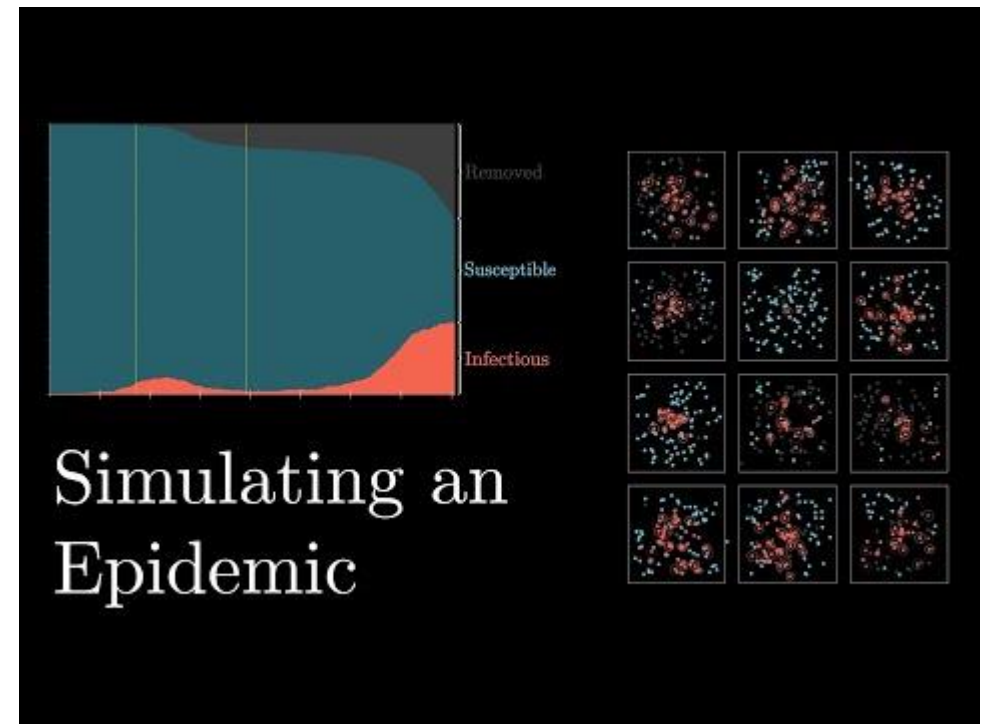 Removed
Susceptible
Infectious
Simulating an
Epidemic